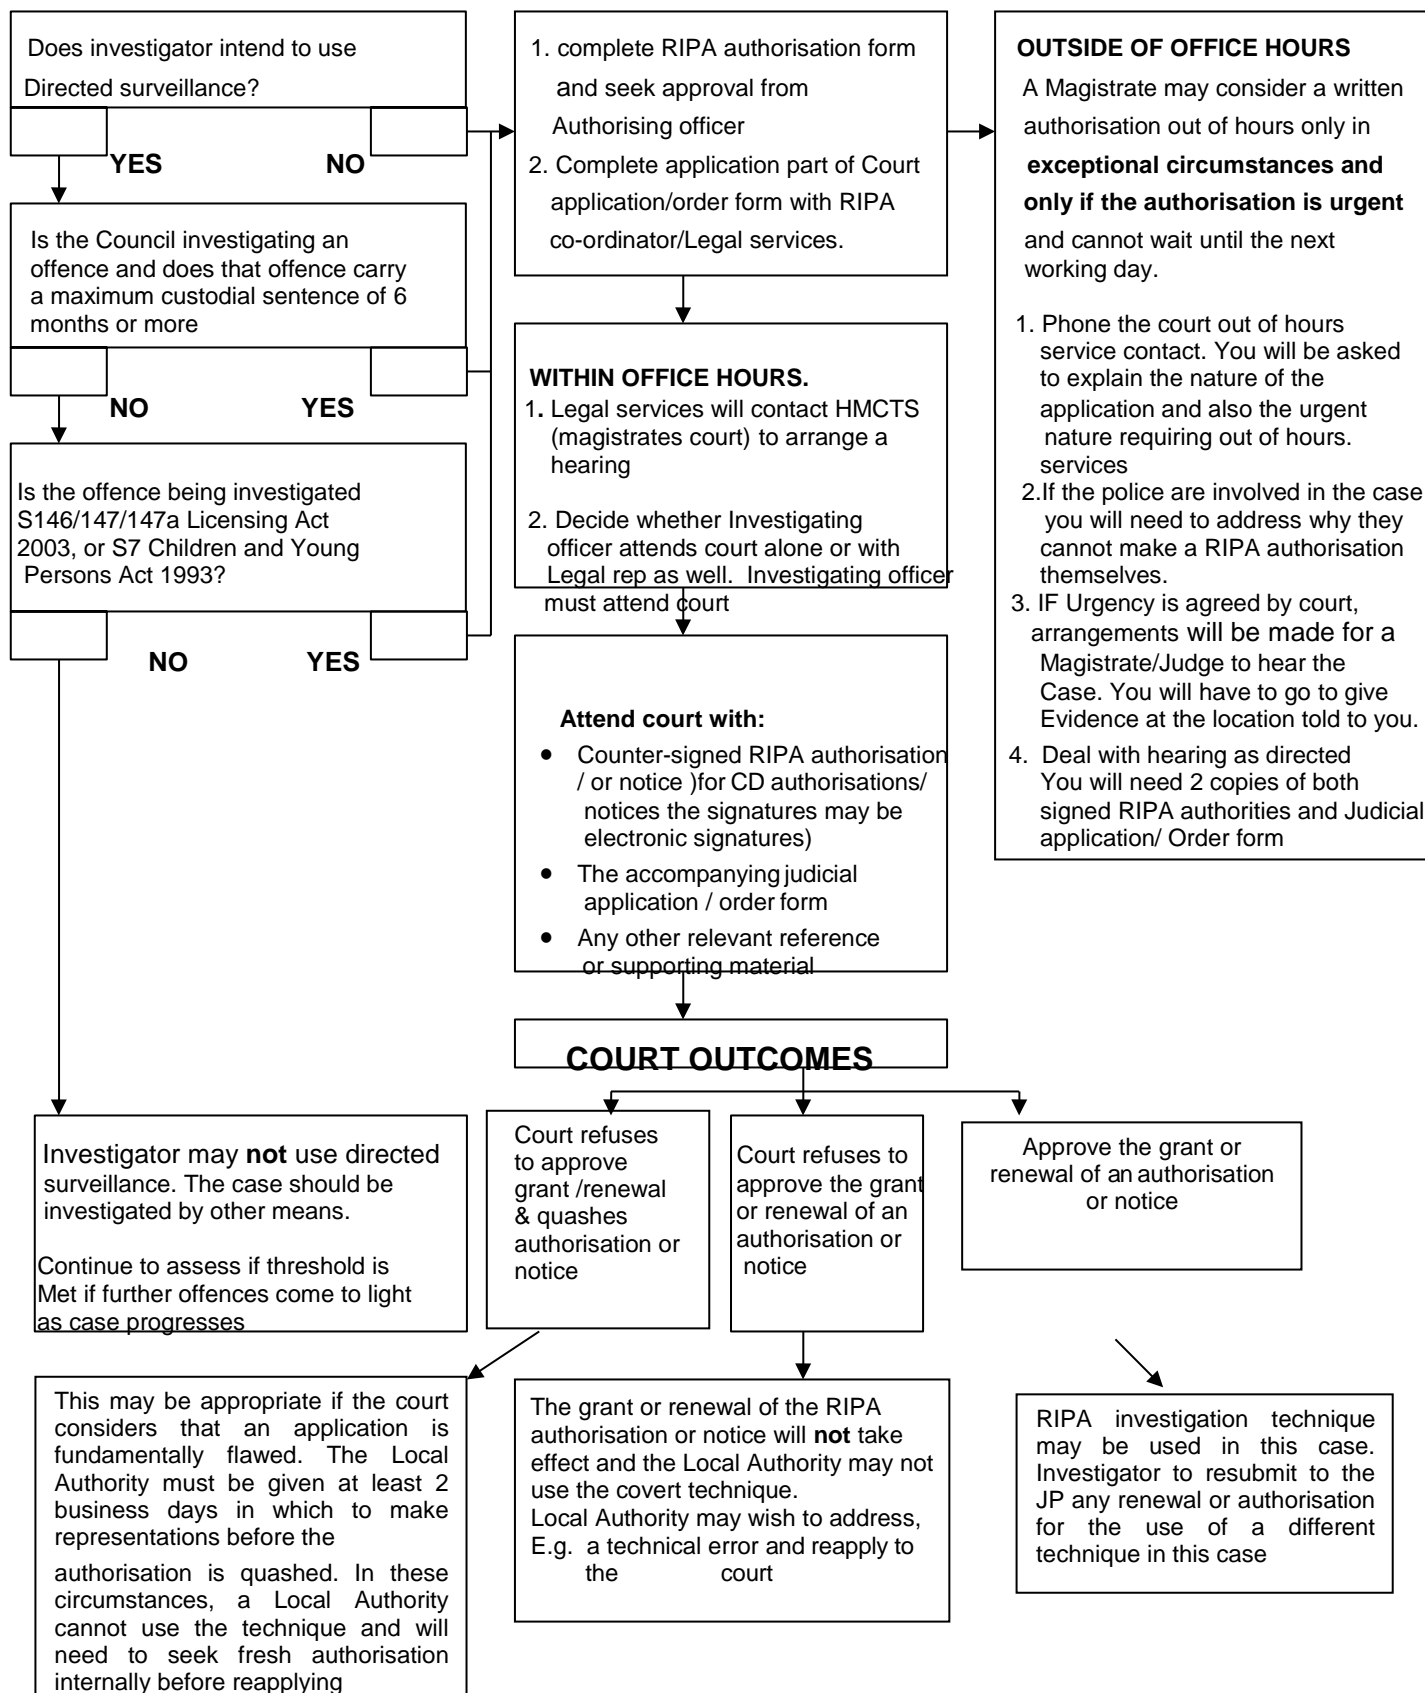 Does investigator intend to use
Directed surveillance?
YES NO
Is the Council investigating an
offence and does that offence carry
a maximum custodial sentence of 6
months or more
NO YES
Is the offence being investigated
S146/147/147a Licensing Act
2003, or S7 Children and Young
Persons Act 1993?
NO YES
Investigator may not use directed
surveillance. The case should be
investigated by other means.
Continue to assess if threshold is
Met if further offences come to light
as case progresses
1. complete RIPA authorisation form
and seek approval from
Authorising officer
2. Complete application part of Court
application/order form with RIPA
co-ordinator/Legal services.
WITHIN OFFICE HOURS.
1. Legal services will contact HMCTS
(magistrates court) to arrange a
hearing
2. Decide whether Investigating
officer attends court alone or with
Legal rep as well. Investigating officer
must attend court
Attend court with:
• Counter-signed RIPA authorisation
/ or notice )for CD authorisations/
notices the signatures may be
electronic signatures)
• The accompanying judicial
application / order form
• Any other relevant reference
or supporting material
OUTSIDE OF OFFICE HOURS
A Magistrate may consider a written
authorisation out of hours only in
exceptional circumstances and
only if the authorisation is urgent
and cannot wait until the next
working day.
1. Phone the court out of hours
service contact. You will be asked
to explain the nature of the
application and also the urgent
nature requiring out of hours.
services
2.If the police are involved in the case
you will need to address why they
cannot make a RIPA authorisation
themselves.
3. IF Urgency is agreed by court,
arrangements will be made for a
Magistrate/Judge to hear the
Case. You will have to go to give
Evidence at the location told to you.
4. Deal with hearing as directed
You will need 2 copies of both
signed RIPA authorities and Judicial
application/ Order form
COURT OUTCOMES
Court refuses
to approve
grant /renewal
& quashes
authorisation or
notice
Court refuses to
approve the grant
or renewal of an
authorisation or
notice
Approve the grant or
renewal of an authorisation
or notice
This may be appropriate if the court
considers that an application is
fundamentally flawed. The Local
Authority must be given at least 2
business days in which to make
representations before the
authorisation is quashed. In these
circumstances, a Local Authority
cannot use the technique and will
need to seek fresh authorisation
internally before reapplying
The grant or renewal of the RIPA
authorisation or notice will not take
effect and the Local Authority may not
use the covert technique.
Local Authority may wish to address,
E.g. a technical error and reapply to
the court
RIPA investigation technique
may be used in this case.
Investigator to resubmit to the
JP any renewal or authorisation
for the use of a different
technique in this case